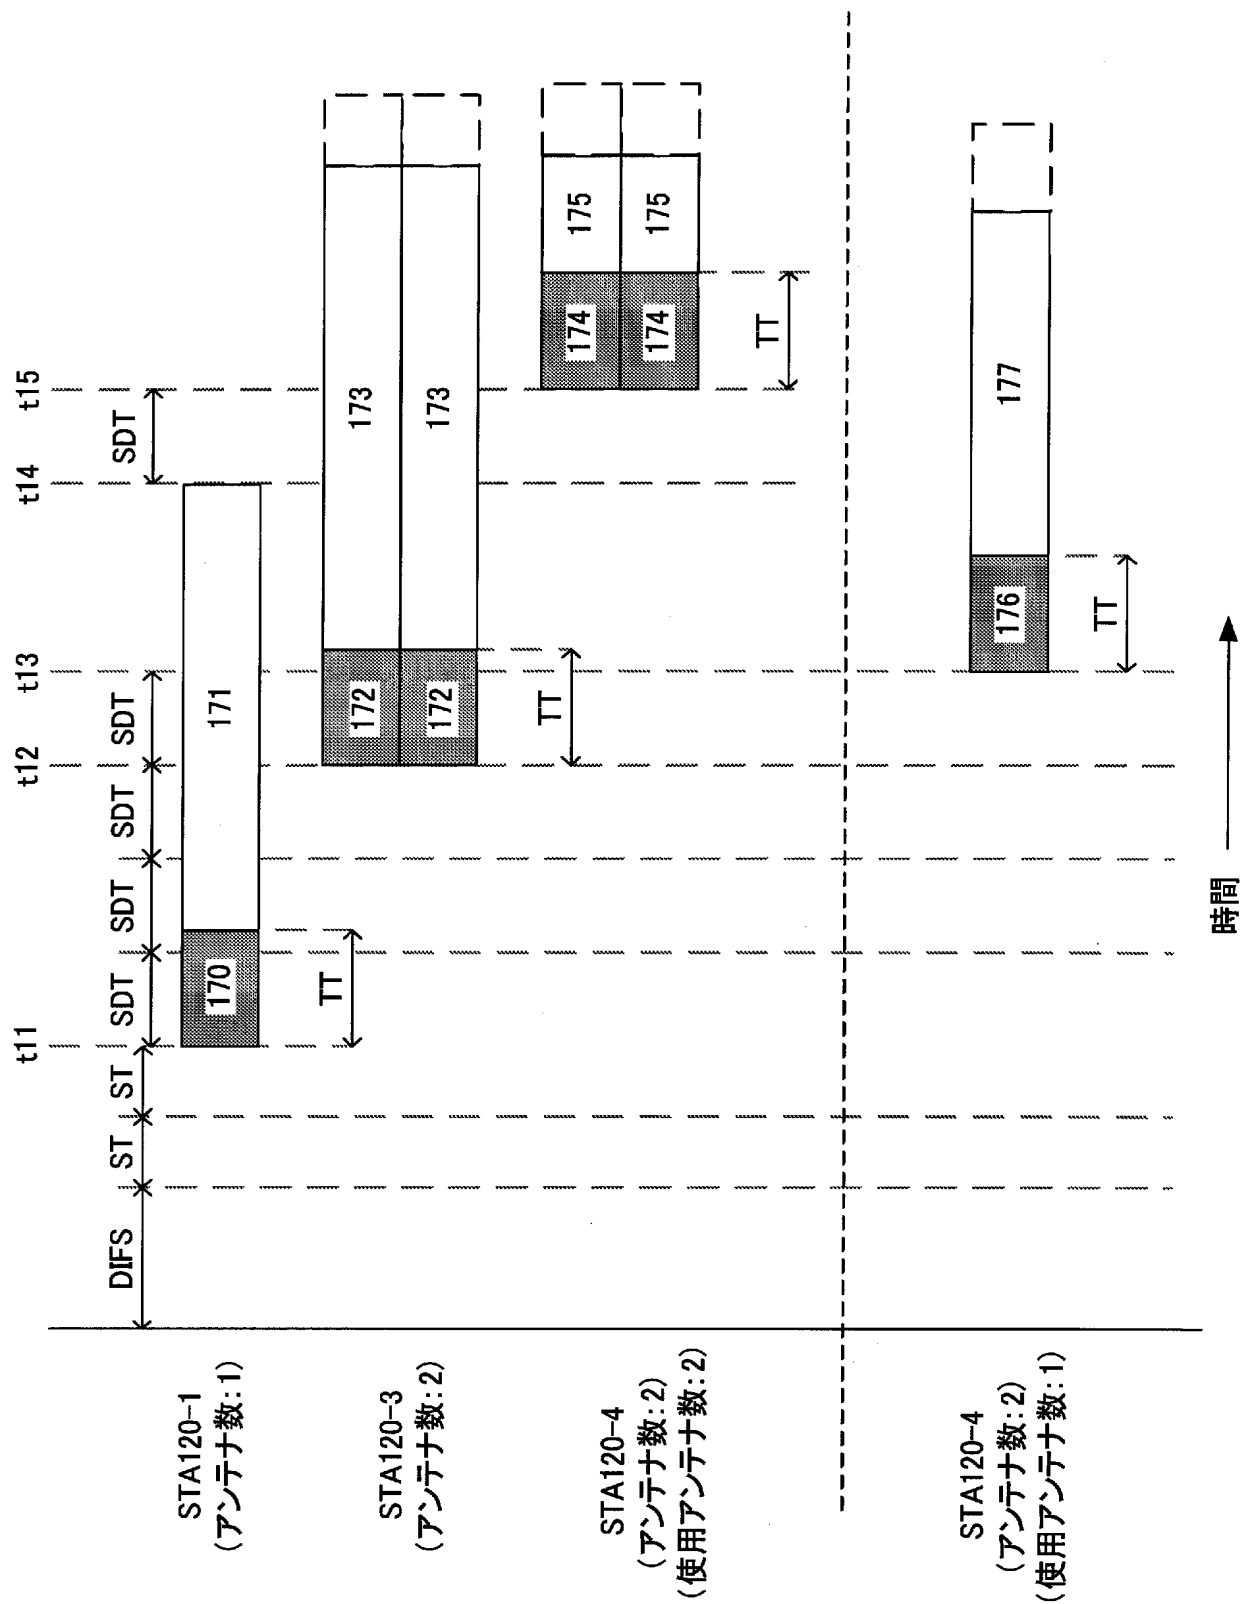 t11
t12
t13
t14
t15
DIFS
ST
ST
SDT
SDT
SDT
SDT
SDT
STA120-1
(アンテナ数:1)
170
171
TT
STA120-3
(アンテナ数:2)
172
173
172
173
TT
STA120-4
(アンテナ数:2)
(使用アンテナ数:2)
174
175
174
175
TT
STA120-4
(アンテナ数:2)
(使用アンテナ数:1)
176
177
TT
時間